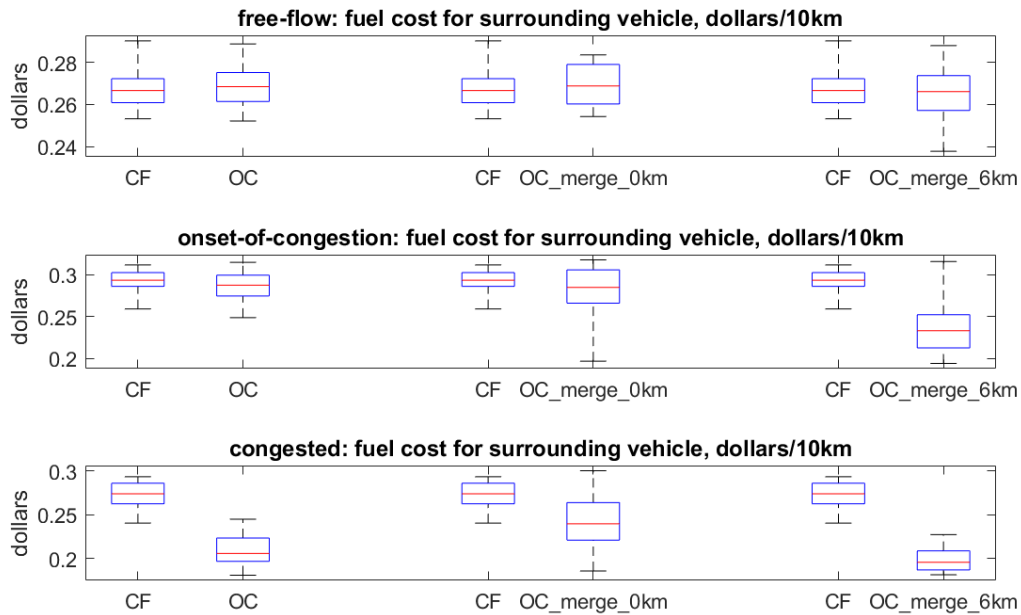 free-flow: fuel cost for surrounding vehicle, dollars/10km
dollars
0.28
0.26
0.24
CF OC CF OC_merge_0km CF OC_merge_6km
onset-of-congestion: fuel cost for surrounding vehicle, dollars/10km
dollars
0.3
0.25
0.2
CF OC CF OC_merge_0km CF OC_merge_6km
congested: fuel cost for surrounding vehicle, dollars/10km
dollars
0.3
0.25
0.2
CF OC CF OC_merge_0km CF OC_merge_6km